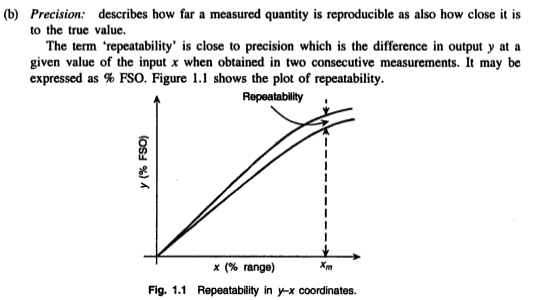 (b) Precision: describes how far a measured quantity is reproducible as also how close it is
to the true value.
The term 'repeatability' is close to precision which is the difference in output y at a
given value of the input x when obtained in two consecutive measurements. It may be
expressed as % FSO. Figure 1.1 shows the plot of repeatability.
Repeatability
y (% FSO)
x (% range)
xm
Fig. 1.1 Repeatability in y–x coordinates.